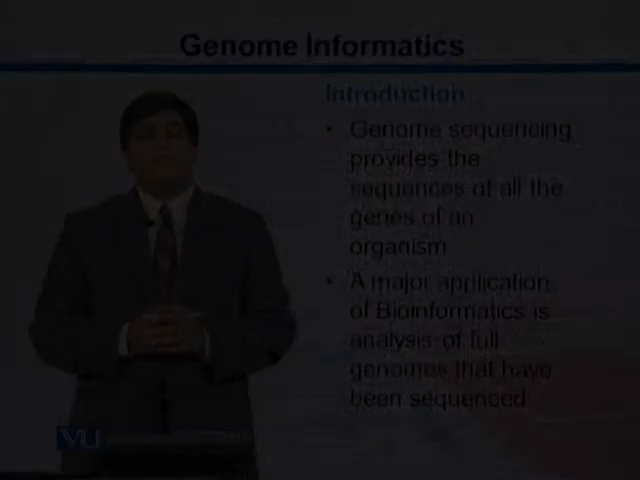 Genome Informatics
Introduction
• Genome sequencing
provides the
sequences of all the
genes of an
organism
• A major application
of Bioinformatics is
analysis of full
genomes that have
been sequenced
VU